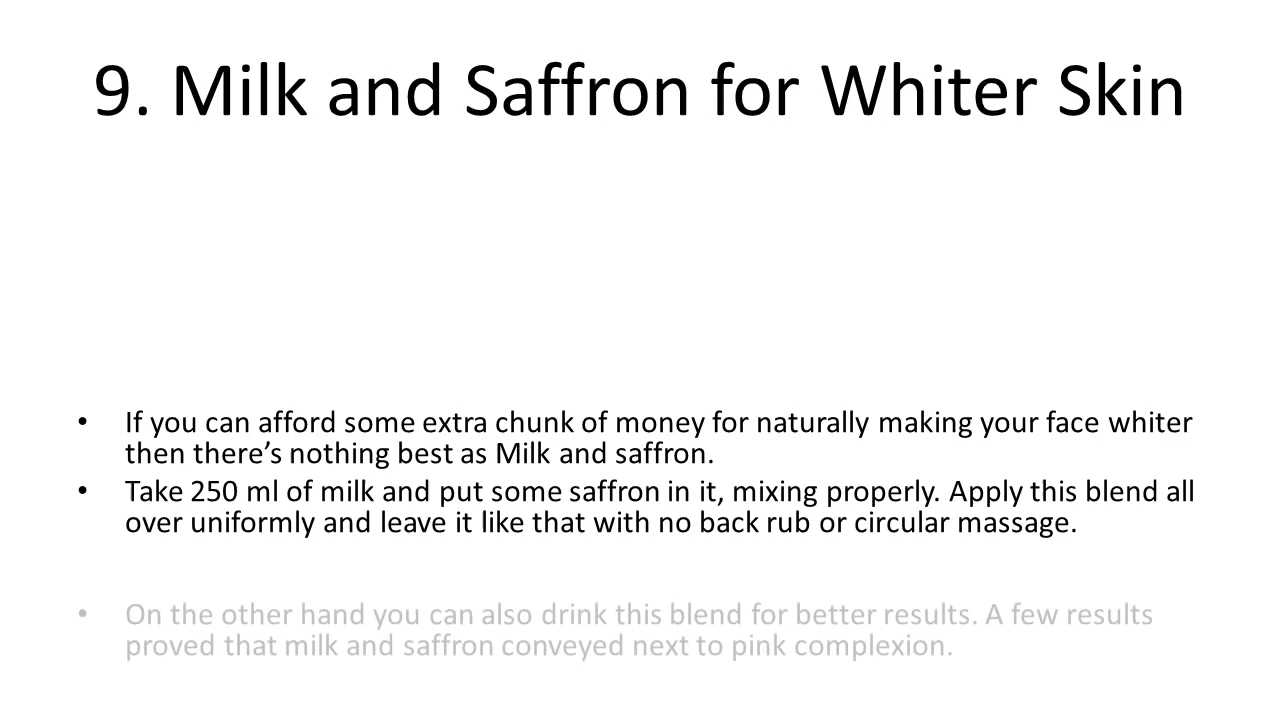 9. Milk and Saffron for Whiter Skin
• If you can afford some extra chunk of money for naturally making your face whiter
then there’s nothing best as Milk and saffron.
• Take 250 ml of milk and put some saffron in it, mixing properly. Apply this blend all
over uniformly and leave it like that with no back rub or circular massage.
• On the other hand you can also drink this blend for better results. A few results
proved that milk and saffron conveyed next to pink complexion.